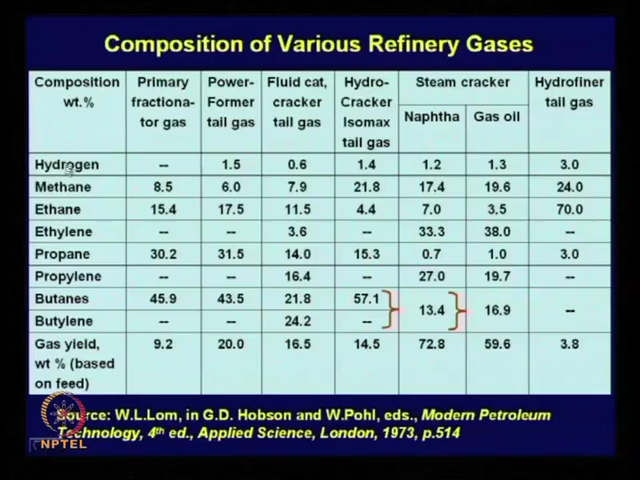 Composition of Various Refinery Gases
Composition wt.% Primary fractiona-tor gas Power-Former tail gas Fluid cat, cracker tail gas Hydro-Cracker Isomax tail gas Steam cracker Hydrofiner tail gas
Naphtha Gas oil
Hydrogen -- 1.5 0.6 1.4 1.2 1.3 3.0
Methane 8.5 6.0 7.9 21.8 17.4 19.6 24.0
Ethane 15.4 17.5 11.5 4.4 7.0 3.5 70.0
Ethylene -- -- 3.6 -- 33.3 38.0 --
Propane 30.2 31.5 14.0 15.3 0.7 1.0 3.0
Propylene -- -- 16.4 -- 27.0 19.7 --
Butanes 45.9 43.5 21.8 57.1 13.4 16.9 --
Butylene -- -- 24.2 --
Gas yield, wt % (based on feed) 9.2 20.0 16.5 14.5 72.8 59.6 3.8
Source: W.L.Lom, in G.D. Hobson and W.Pohl, eds., Modern Petroleum
Technology, 4th ed., Applied Science, London, 1973, p.514
NPTEL